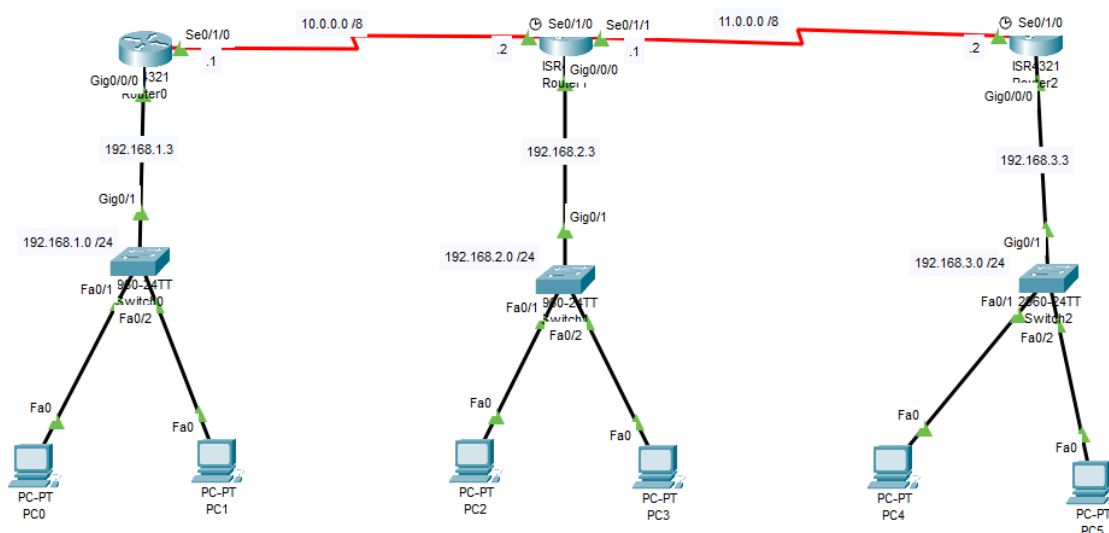 10.0.0.0 /8
11.0.0.0 /8
Se0/1/0
.1
Se0/1/0
.2
Se0/1/1
.1
Se0/1/0
.2
Gig0/0/0
4321
Router0
Gig0/0/0
ISR4321
Router2
Gig0/0/0
192.168.1.3
192.168.2.3
192.168.3.3
Gig0/1
Gig0/1
Gig0/1
192.168.1.0 /24
192.168.2.0 /24
192.168.3.0 /24
Fa0/1
Fa0/2
Fa0/1
Fa0/2
Fa0/1
2960-24TT
Switch2
Fa0/2
Fa0
Fa0
Fa0
Fa0
Fa0
Fa0
PC-PT
PC0
PC-PT
PC1
PC-PT
PC2
PC-PT
PC3
PC-PT
PC4
PC-PT
PC5